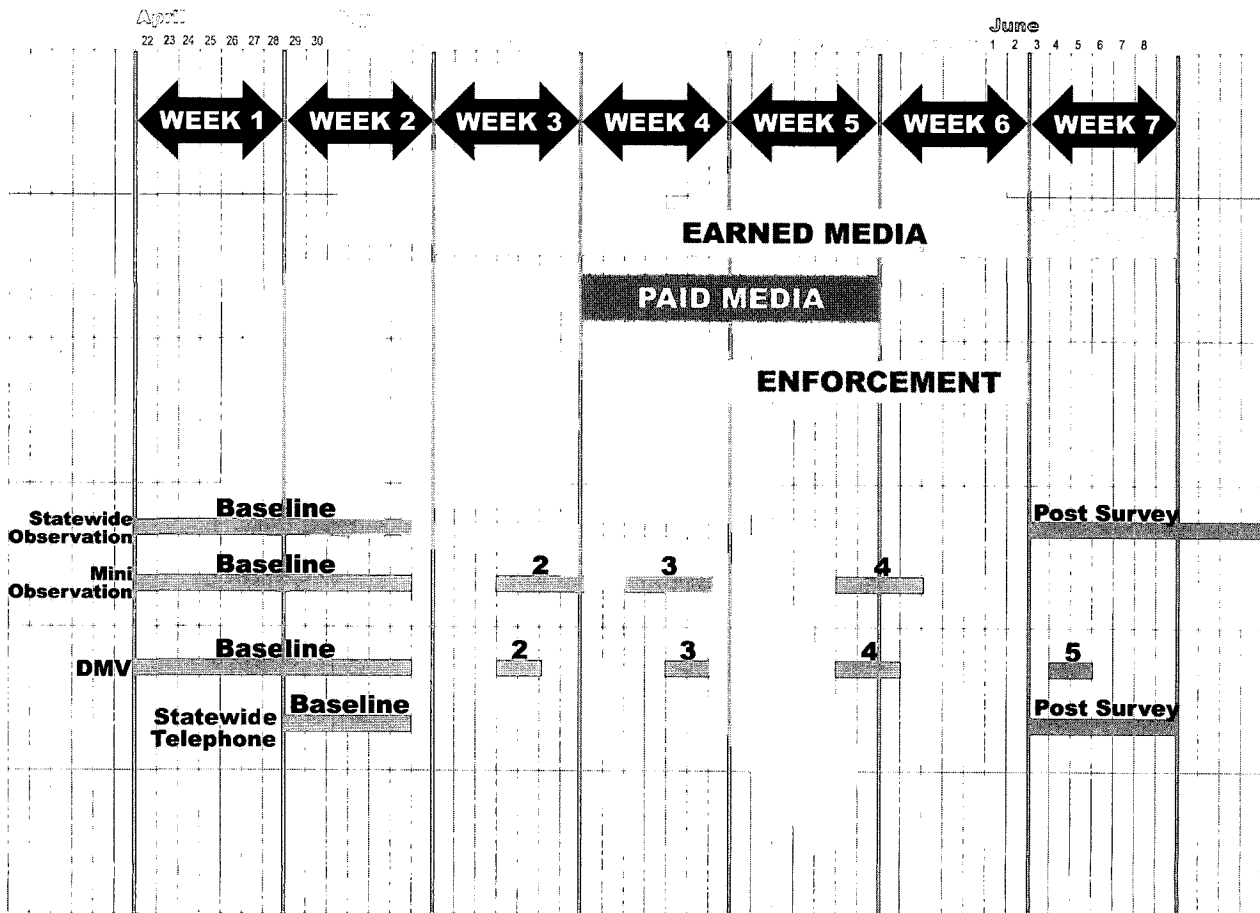 April
June
22 23 24 25 26 27 28 29 30
1 2 3 4 5 6 7 8
WEEK 1 WEEK 2 WEEK 3 WEEK 4 WEEK 5 WEEK 6 WEEK 7
EARNED MEDIA
PAID MEDIA
ENFORCEMENT
Statewide
Observation
Baseline
Post Survey
Mini
Observation
Baseline
2
3
4
DMV
Baseline
2
3
4
5
Statewide
Telephone
Baseline
Post Survey